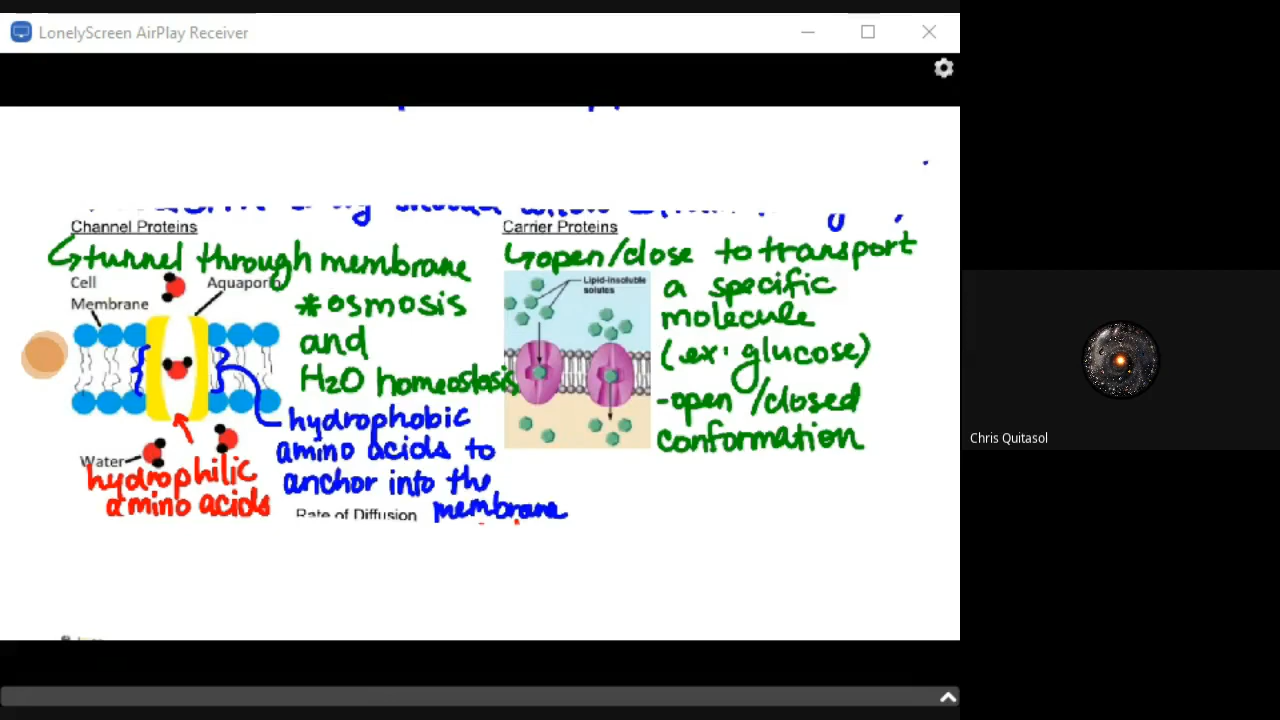 LonelyScreen AirPlay Receiver
Channel Proteins
↳tunnel through membrane
Cell
Membrane
Aquaporin
*osmosis
and
H₂O homeostasis
hydrophobic
amino acids to
anchor into the
membrane
Water
hydrophilic
amino acids
Rate of Diffusion
Carrier Proteins
↳open/close to transport
a specific
molecule
(ex: glucose)
-open/closed
conformation
Lipid-insoluble
solutes
Chris Quitasol